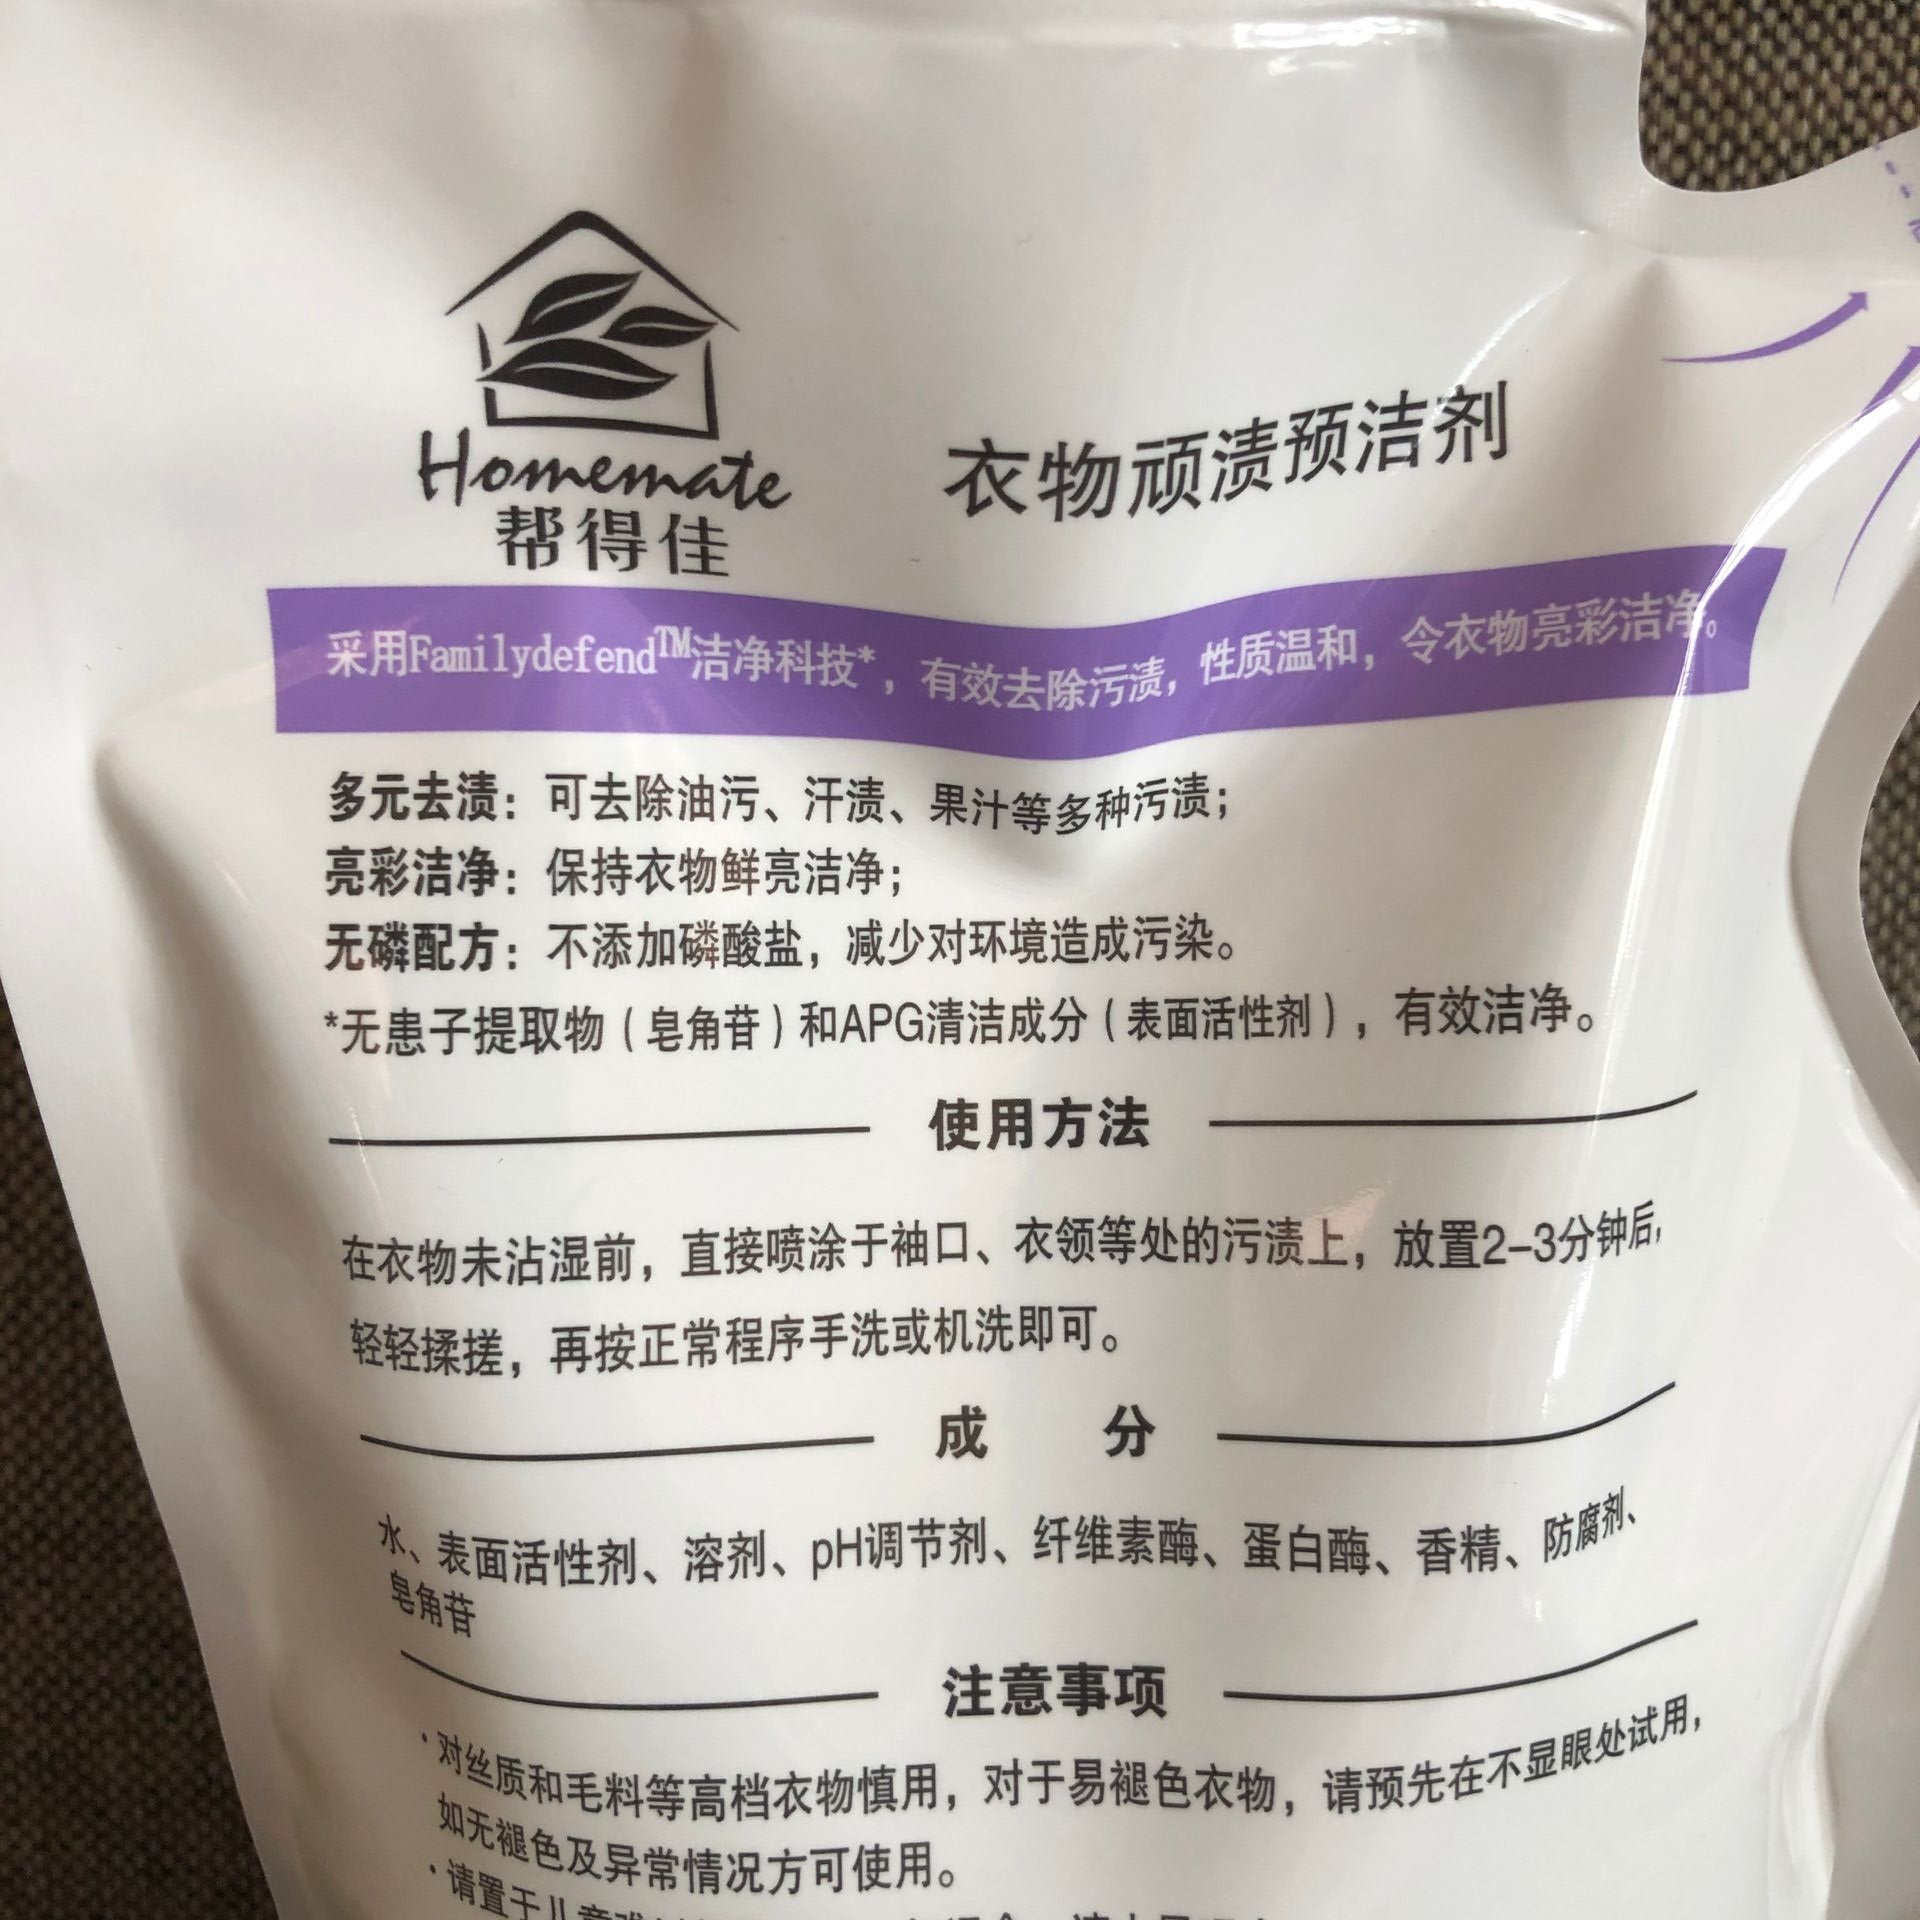 Homemate
帮得佳
衣物顽渍预洁剂
采用Familydefend™洁净科技*，有效去除污渍，性质温和，令衣物亮彩洁净。
多元去渍：可去除油污、汗渍、果汁等多种污渍；
亮彩洁净：保持衣物鲜亮洁净；
无磷配方：不添加磷酸盐，减少对环境造成污染。
*无患子提取物（皂角苷）和APG清洁成分（表面活性剂），有效洁净。
使用方法
在衣物未沾湿前，直接喷涂于袖口、衣领等处的污渍上，放置2-3分钟后，
轻轻揉搓，再按正常程序手洗或机洗即可。
成 分
水、表面活性剂、溶剂、pH调节剂、纤维素酶、蛋白酶、香精、防腐剂、
皂角苷
注意事项
·对丝质和毛料等高档衣物慎用，对于易褪色衣物，请预先在不显眼处试用，
如无褪色及异常情况方可使用。
·请置于儿童